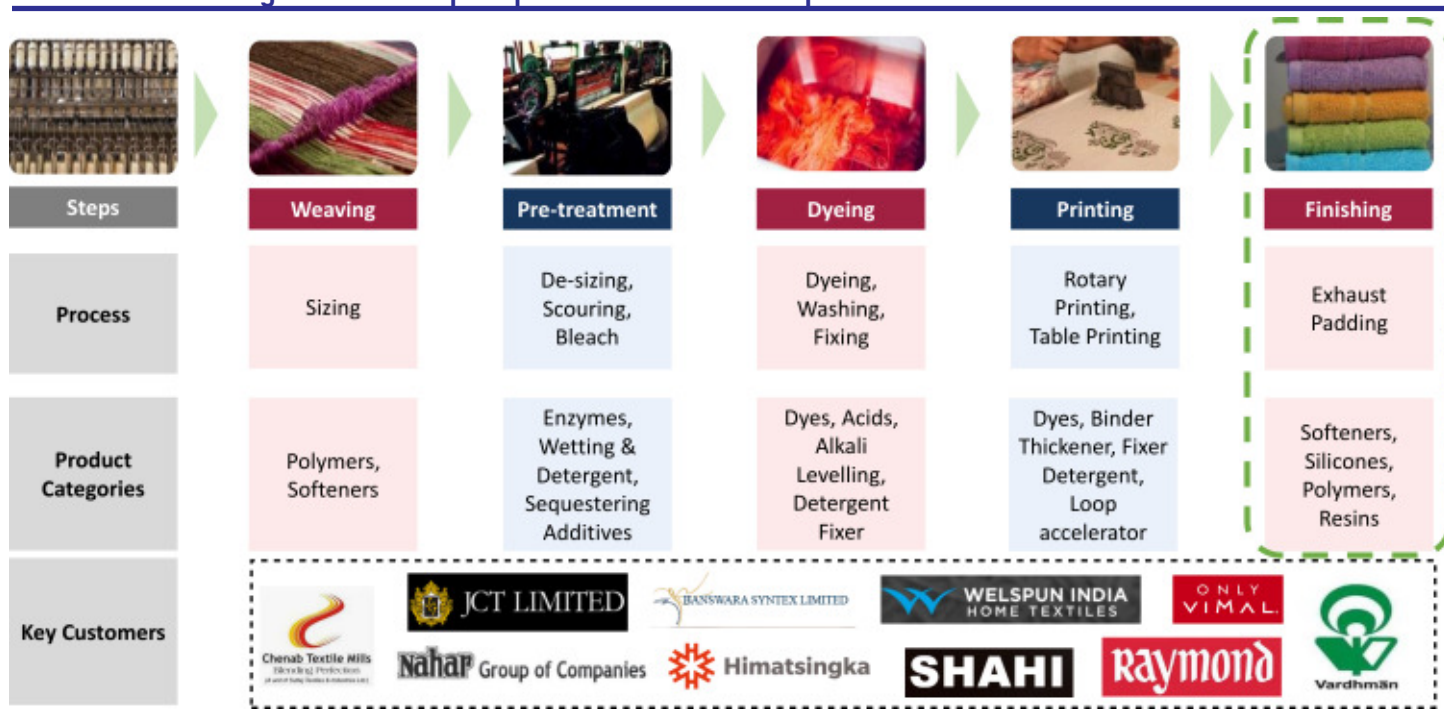 Steps
Weaving
Pre-treatment
Dyeing
Printing
Finishing
Process
Sizing
De-sizing,
Scouring,
Bleach
Dyeing,
Washing,
Fixing
Rotary
Printing,
Table Printing
Exhaust
Padding
Product
Categories
Polymers,
Softeners
Enzymes,
Wetting &
Detergent,
Sequestering
Additives
Dyes, Acids,
Alkali
Levelling,
Detergent
Fixer
Dyes, Binder
Thickener, Fixer
Detergent,
Loop
accelerator
Softeners,
Silicones,
Polymers,
Resins
Key Customers
Chenab Textile Mills
Blending Perfection
JCT LIMITED
BANSWARA SYNTEX LIMITED
WELSPUN INDIA
HOME TEXTILES
ONLY
VIMAL.
Nahar Group of Companies
Himatsingka
SHAHI
Raymond
Vardhmān